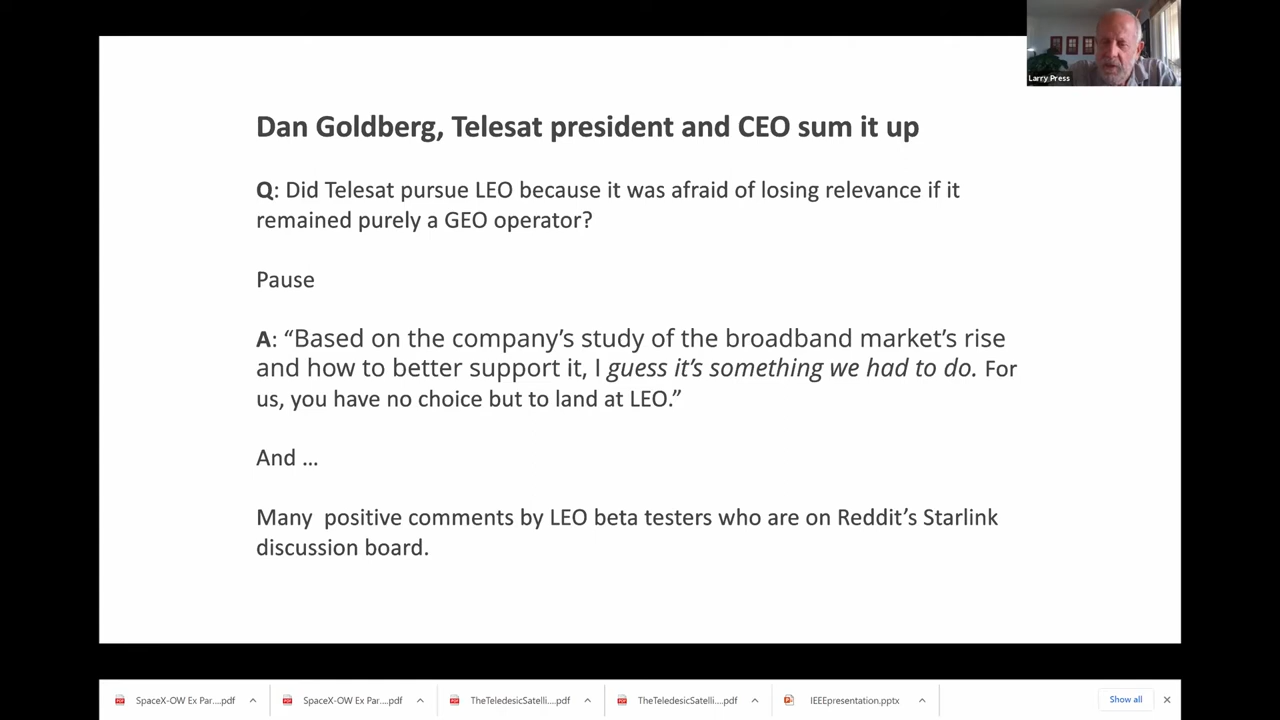 Larry Press
Dan Goldberg, Telesat president and CEO sum it up
Q: Did Telesat pursue LEO because it was afraid of losing relevance if it
remained purely a GEO operator?
Pause
A: “Based on the company’s study of the broadband market’s rise
and how to better support it, I guess it’s something we had to do. For
us, you have no choice but to land at LEO.”
And …
Many  positive comments by LEO beta testers who are on Reddit’s Starlink
discussion board.
SpaceX-OW Ex Par....pdf
SpaceX-OW Ex Par....pdf
TheTeledesicSatelli....pdf
TheTeledesicSatelli....pdf
IEEEpresentation.pptx
Show all